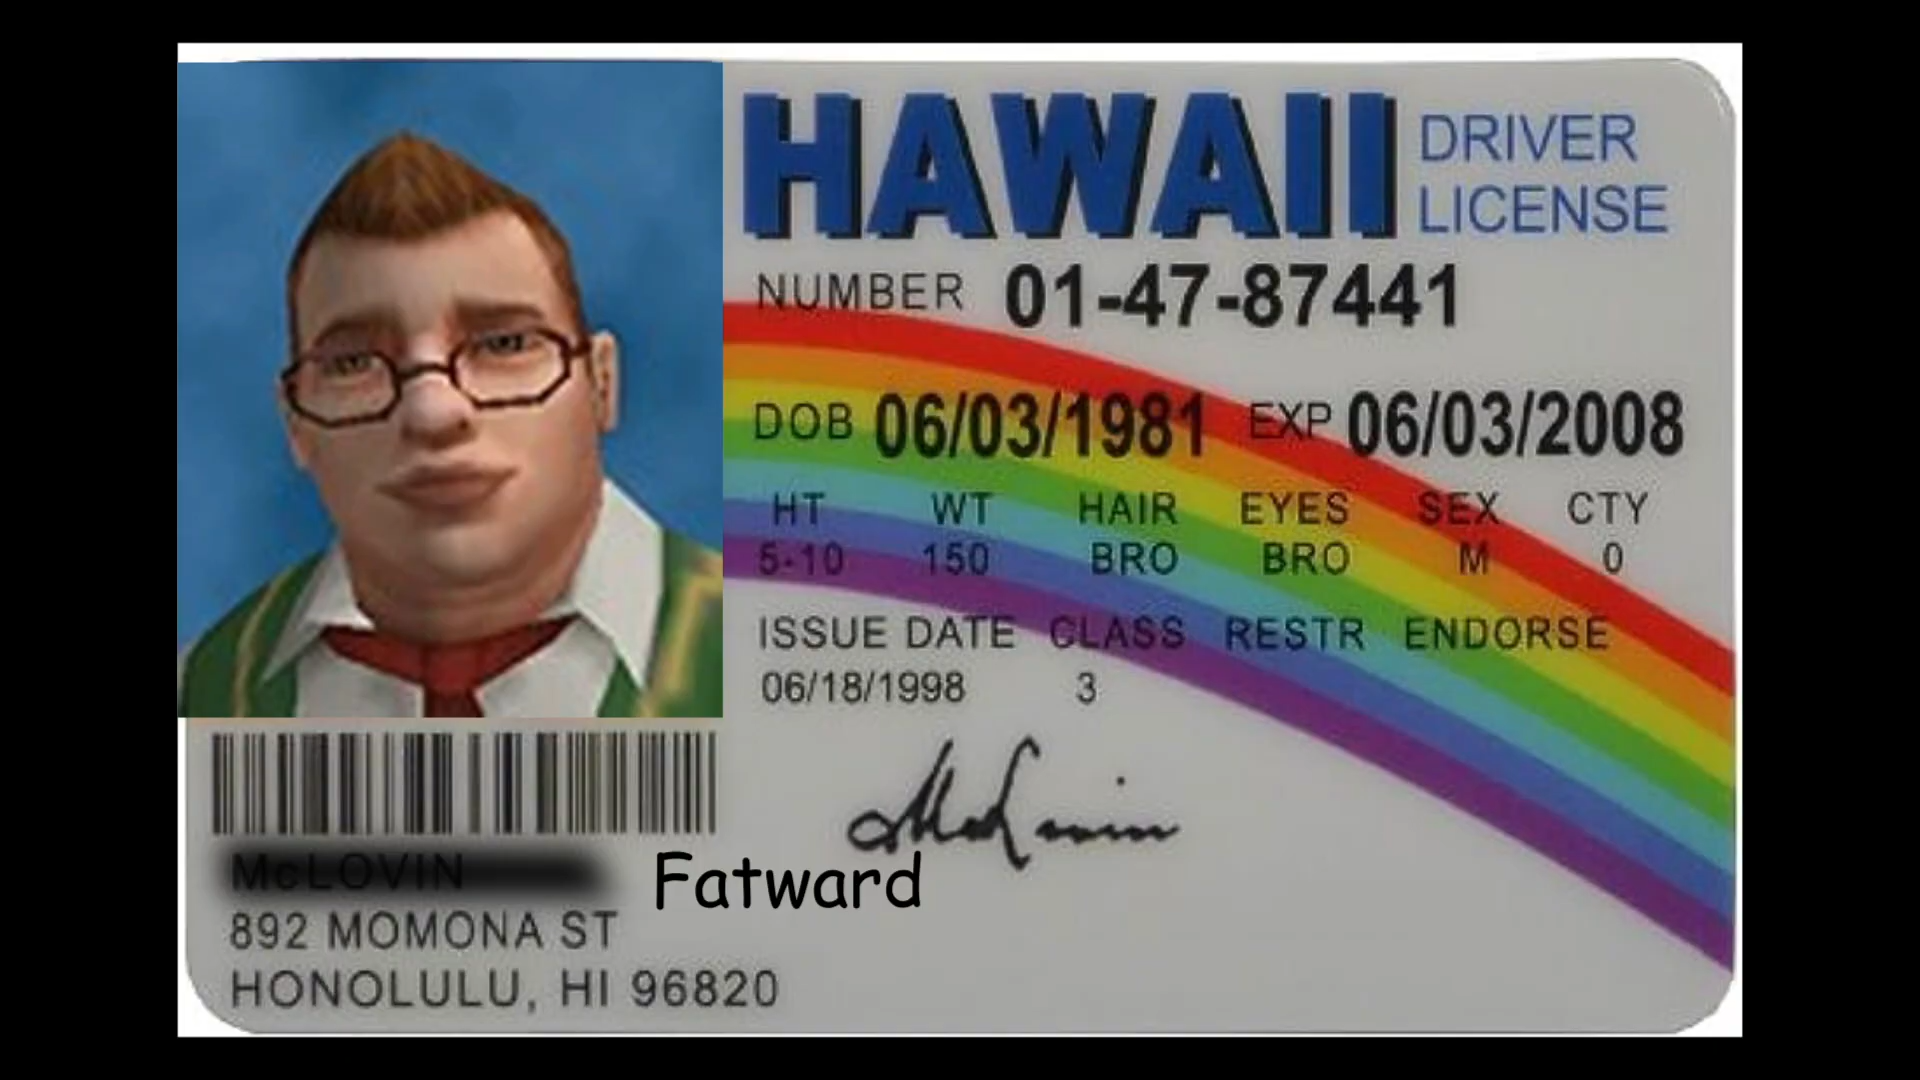 HAWAII DRIVER LICENSE
NUMBER 01-47-87441
DOB 06/03/1981 EXP 06/03/2008
HT WT HAIR EYES SEX CTY
5-10 150 BRO BRO M 0
ISSUE DATE CLASS RESTR ENDORSE
06/18/1998 3
McLovin
McLOVIN Fatward
892 MOMONA ST
HONOLULU, HI 96820